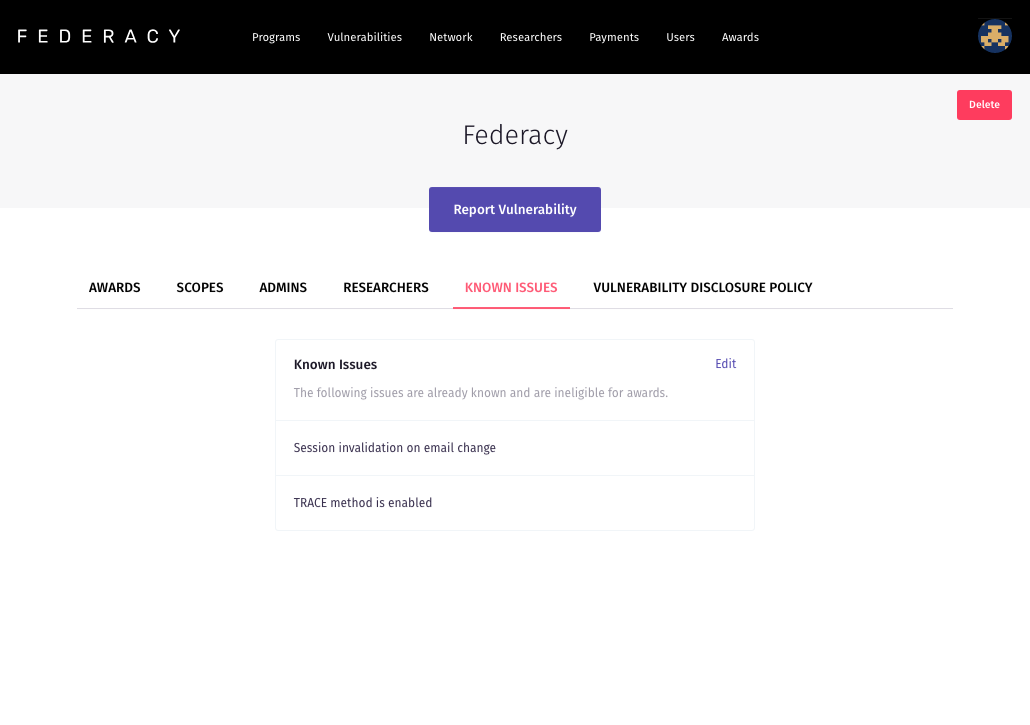 FEDERACY
Programs Vulnerabilities Network Researchers Payments Users Awards
Delete
Federacy
Report Vulnerability
AWARDS SCOPES ADMINS RESEARCHERS KNOWN ISSUES VULNERABILITY DISCLOSURE POLICY
Known Issues Edit
The following issues are already known and are ineligible for awards.
Session invalidation on email change
TRACE method is enabled